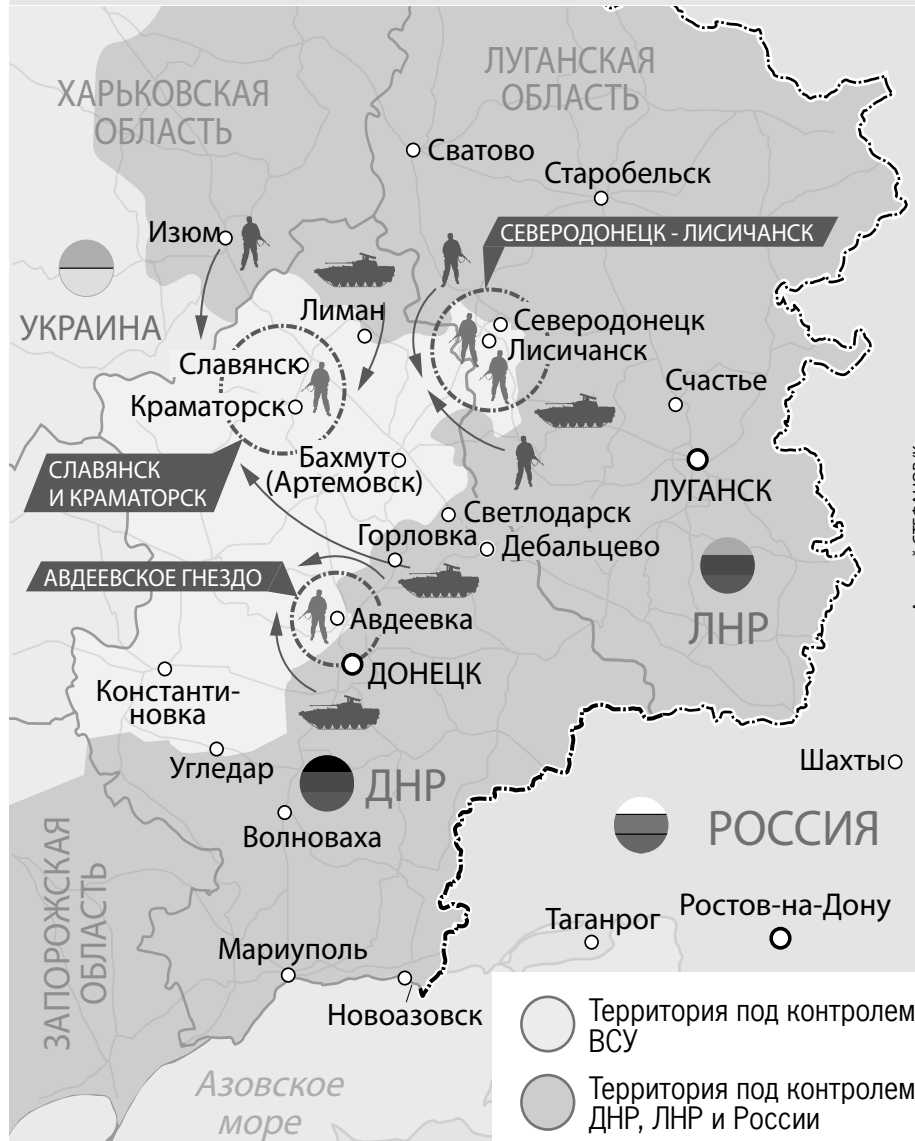 ХАРЬКОВСКАЯ
ОБЛАСТЬ
ЛУГАНСКАЯ
ОБЛАСТЬ
Сватово
Старобельск
Изюм
СЕВЕРОДОНЕЦК - ЛИСИЧАНСК
УКРАИНА
Лиман
Северодонецк
Лисичанск
Славянск
Краматорск
Счастье
СЛАВЯНСК
И КРАМАТОРСК
Бахмут
(Артемовск)
ЛУГАНСК
Светлодарск
Горловка
Дебальцево
АВДЕЕВСКОЕ ГНЕЗДО
Авдеевка
ЛНР
ДОНЕЦК
Константи-
новка
Угледар
ДНР
Шахты
Волноваха
РОССИЯ
ЗАПОРОЖСКАЯ
ОБЛАСТЬ
Таганрог
Ростов-на-Дону
Мариуполь
Новоазовск
Азовское
море
Территория под контролем
ВСУ
Территория под контролем
ДНР, ЛНР и России